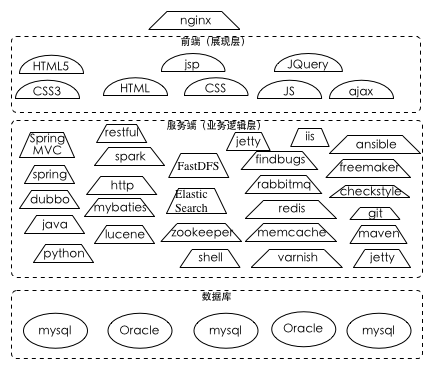 nginx
前端（展现层）
HTML5
jsp
JQuery
CSS3
HTML
CSS
JS
ajax
服务端（业务逻辑层）
Spring
MVC
restful
jetty
iis
ansible
spark
FastDFS
findbugs
freemaker
spring
http
rabbitmq
checkstyle
dubbo
mybaties
Elastic
Search
redis
git
java
lucene
zookeeper
memcache
maven
python
shell
varnish
jetty
数据库
mysql
Oracle
mysql
Oracle
mysql